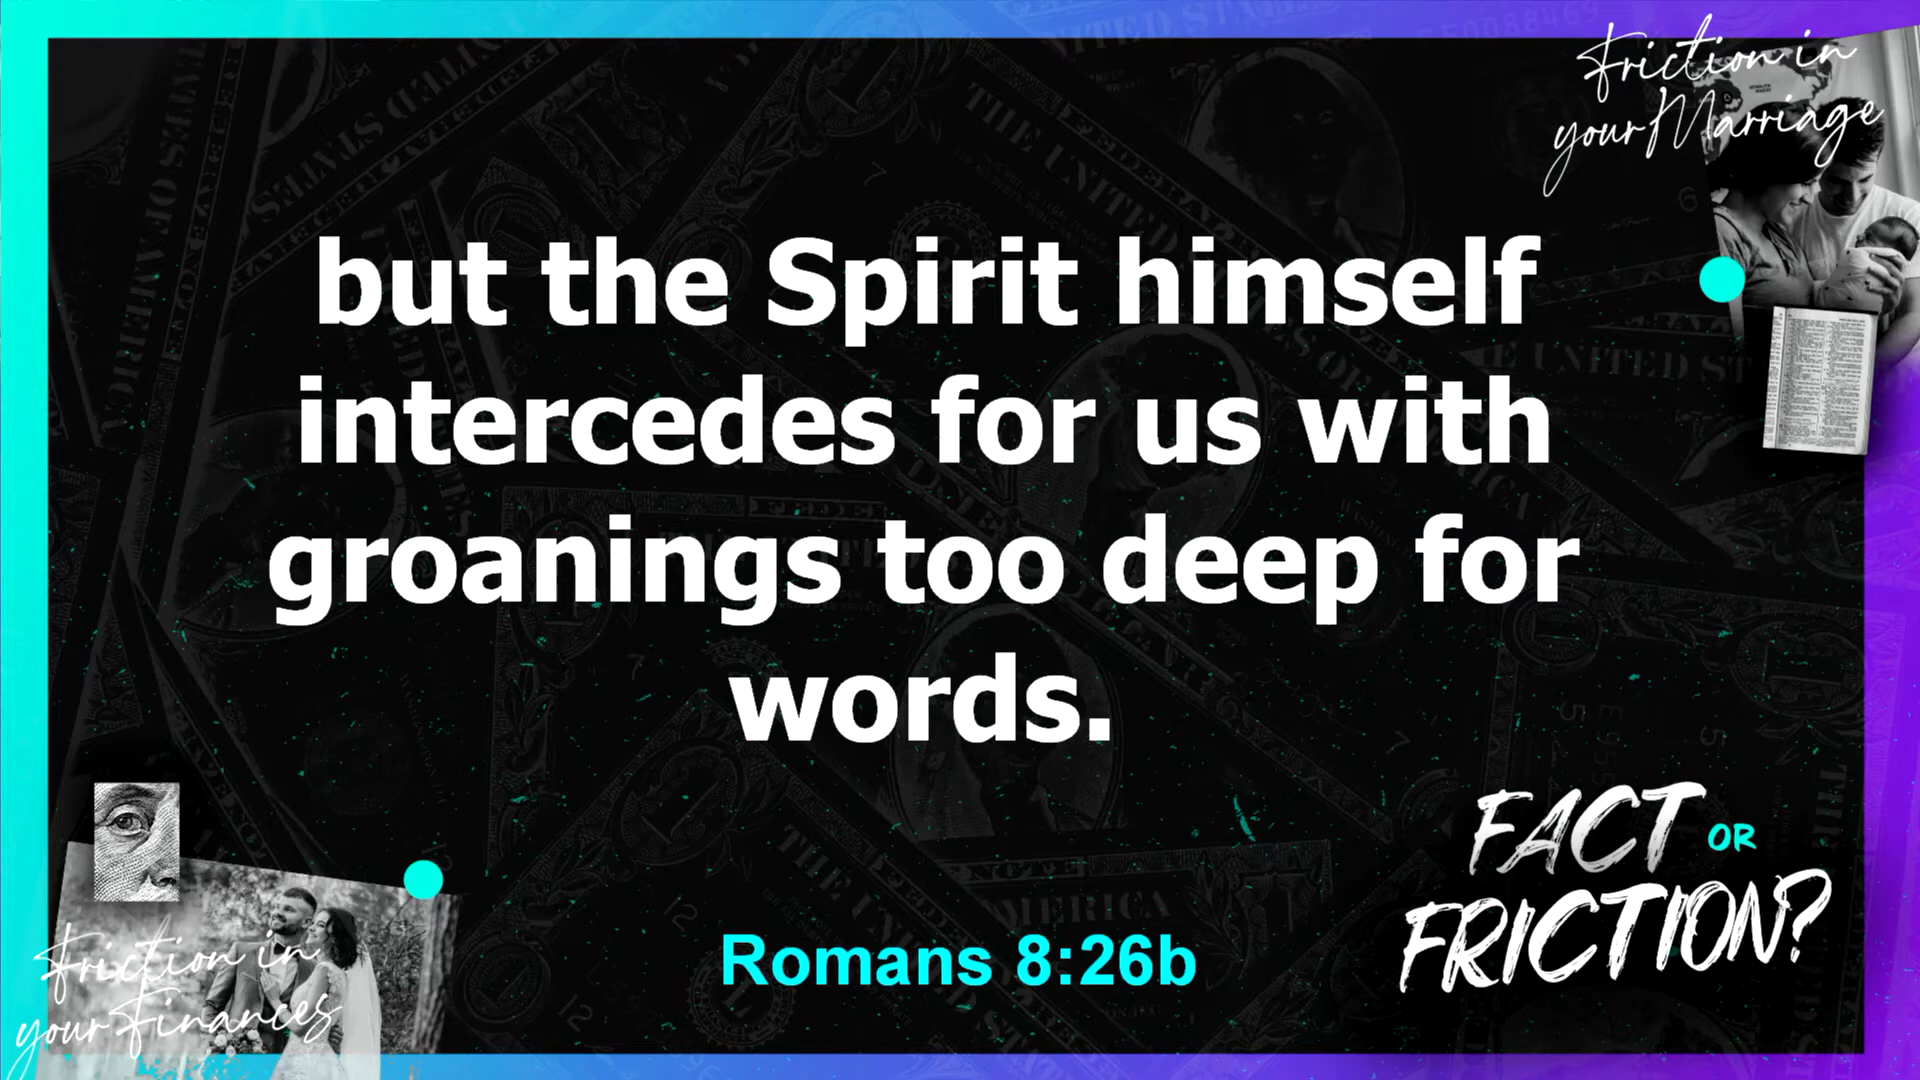 Friction in
your Marriage
but the Spirit himself
intercedes for us with
groanings too deep for
words.
FACT OR
FRICTION?
Romans 8:26b
Friction in
your Finances